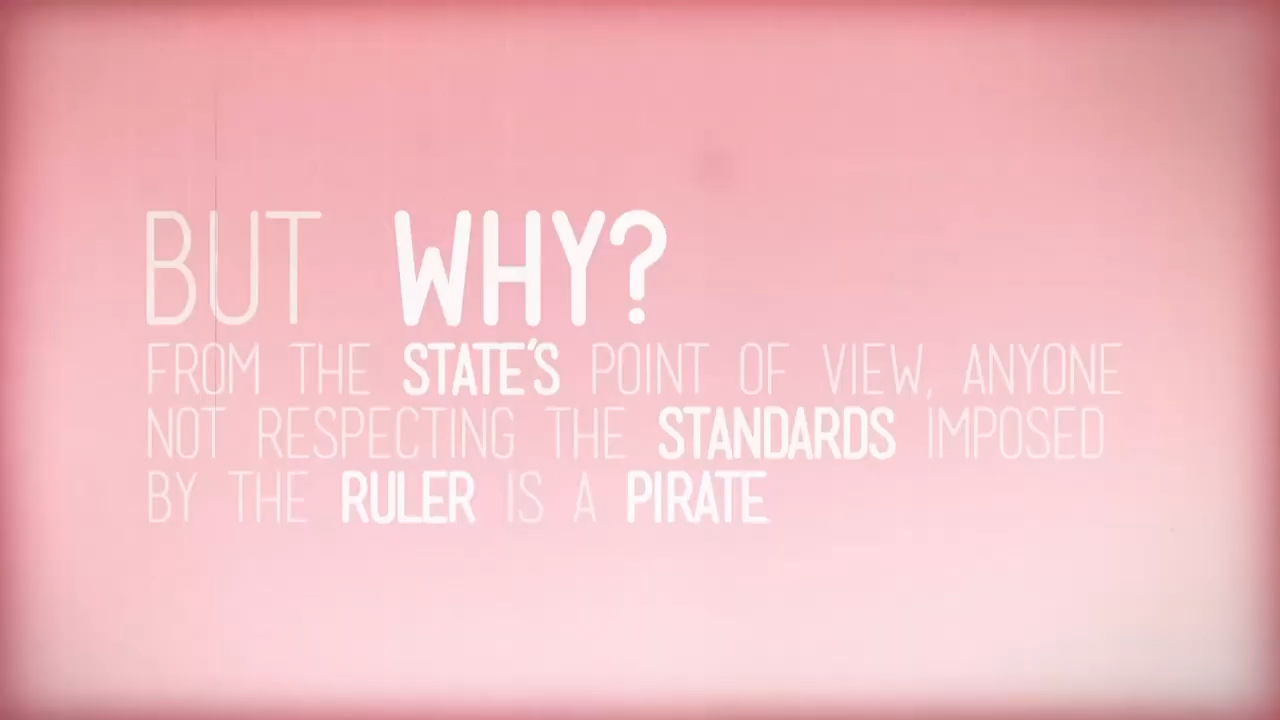 BUT WHY?
FROM THE STATE'S POINT OF VIEW, ANYONE
NOT RESPECTING THE STANDARDS IMPOSED
BY THE RULER IS A PIRATE